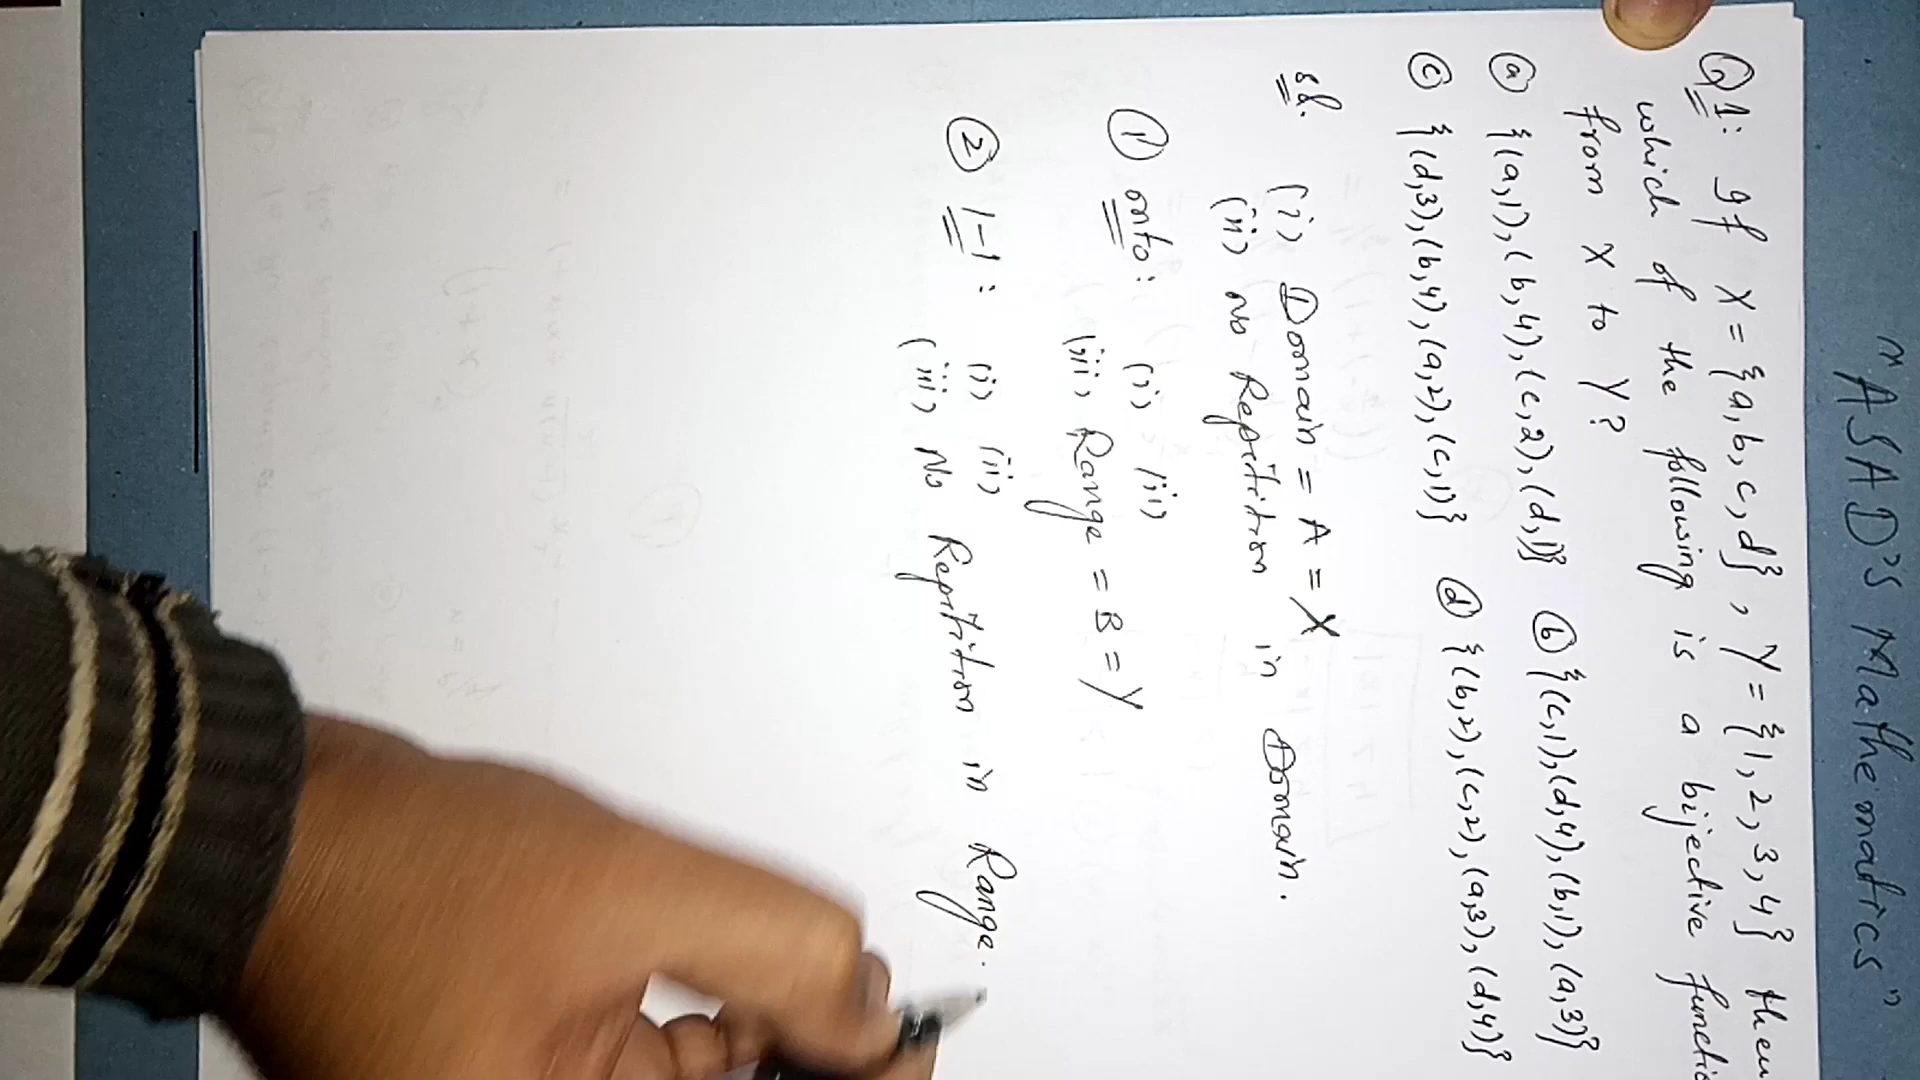 "ASAD's Mathematics"
Q1: If X = {a,b,c,d}, Y = {1,2,3,4} then
which of the following is a bijective functio
from X to Y?
ⓐ {(a,1),(b,4),(c,2),(d,1)} ⓑ {(c,1),(d,4),(b,1),(a,3)}
ⓒ {(d,3),(b,4),(a,2),(c,1)} ⓓ {(b,2),(c,2),(a,3),(d,4)}
Sol. (i) Domain = A = X
(ii) No Repitition in Domain.
① onto: (i), (ii)
(iii) Range = B = Y
② 1-1: (i) (ii)
(iii) No Repitition in Range.